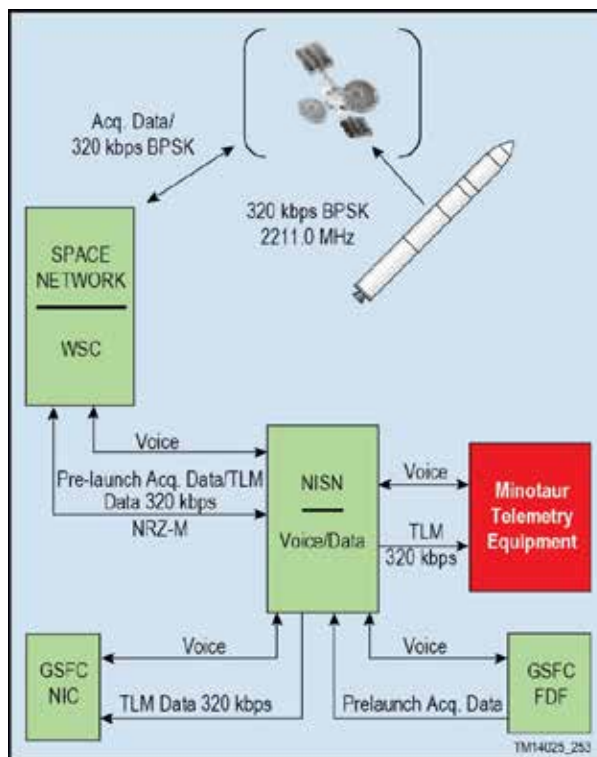 Acq. Data/
320 kbps BPSK
320 kbps BPSK
2211.0 MHz
SPACE
NETWORK
WSC
Voice
Pre-launch Acq. Data/TLM
Data 320 kbps
NRZ-M
NISN
Voice/Data
Voice
TLM
320 kbps
Minotaur
Telemetry
Equipment
GSFC
NIC
Voice
TLM Data 320 kbps
Voice
Prelaunch Acq. Data
GSFC
FDF
TM14025_253